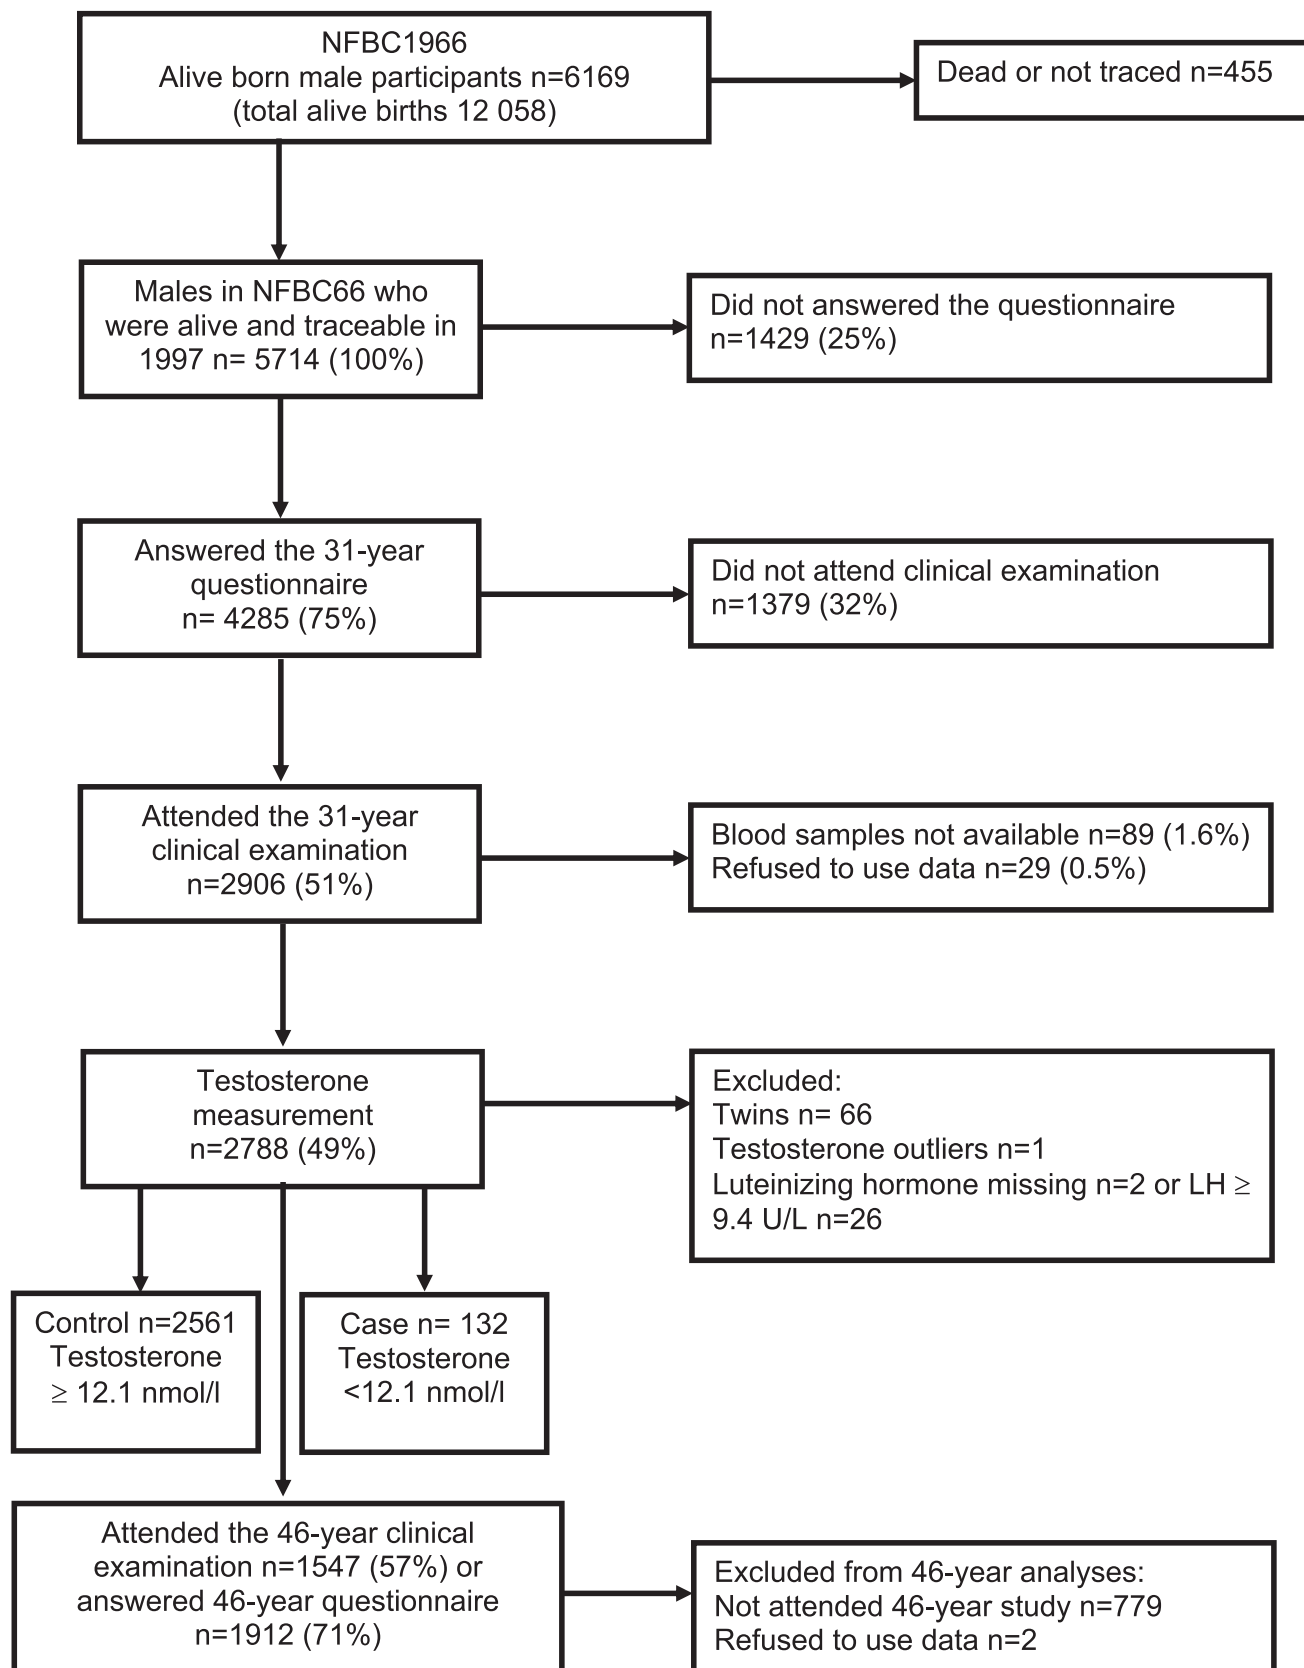 NFBC1966
Alive born male participants n=6169
(total alive births 12 058)
Dead or not traced n=455
Males in NFBC66 who
were alive and traceable in
1997 n= 5714 (100%)
Did not answered the questionnaire
n=1429 (25%)
Answered the 31-year
questionnaire
n= 4285 (75%)
Did not attend clinical examination
n=1379 (32%)
Attended the 31-year
clinical examination
n=2906 (51%)
Blood samples not available n=89 (1.6%)
Refused to use data n=29 (0.5%)
Testosterone
measurement
n=2788 (49%)
Excluded:
Twins n= 66
Testosterone outliers n=1
Luteinizing hormone missing n=2 or LH ≥
9.4 U/L n=26
Control n=2561
Testosterone
≥ 12.1 nmol/l
Case n= 132
Testosterone
<12.1 nmol/l
Attended the 46-year clinical
examination n=1547 (57%) or
answered 46-year questionnaire
n=1912 (71%)
Excluded from 46-year analyses:
Not attended 46-year study n=779
Refused to use data n=2